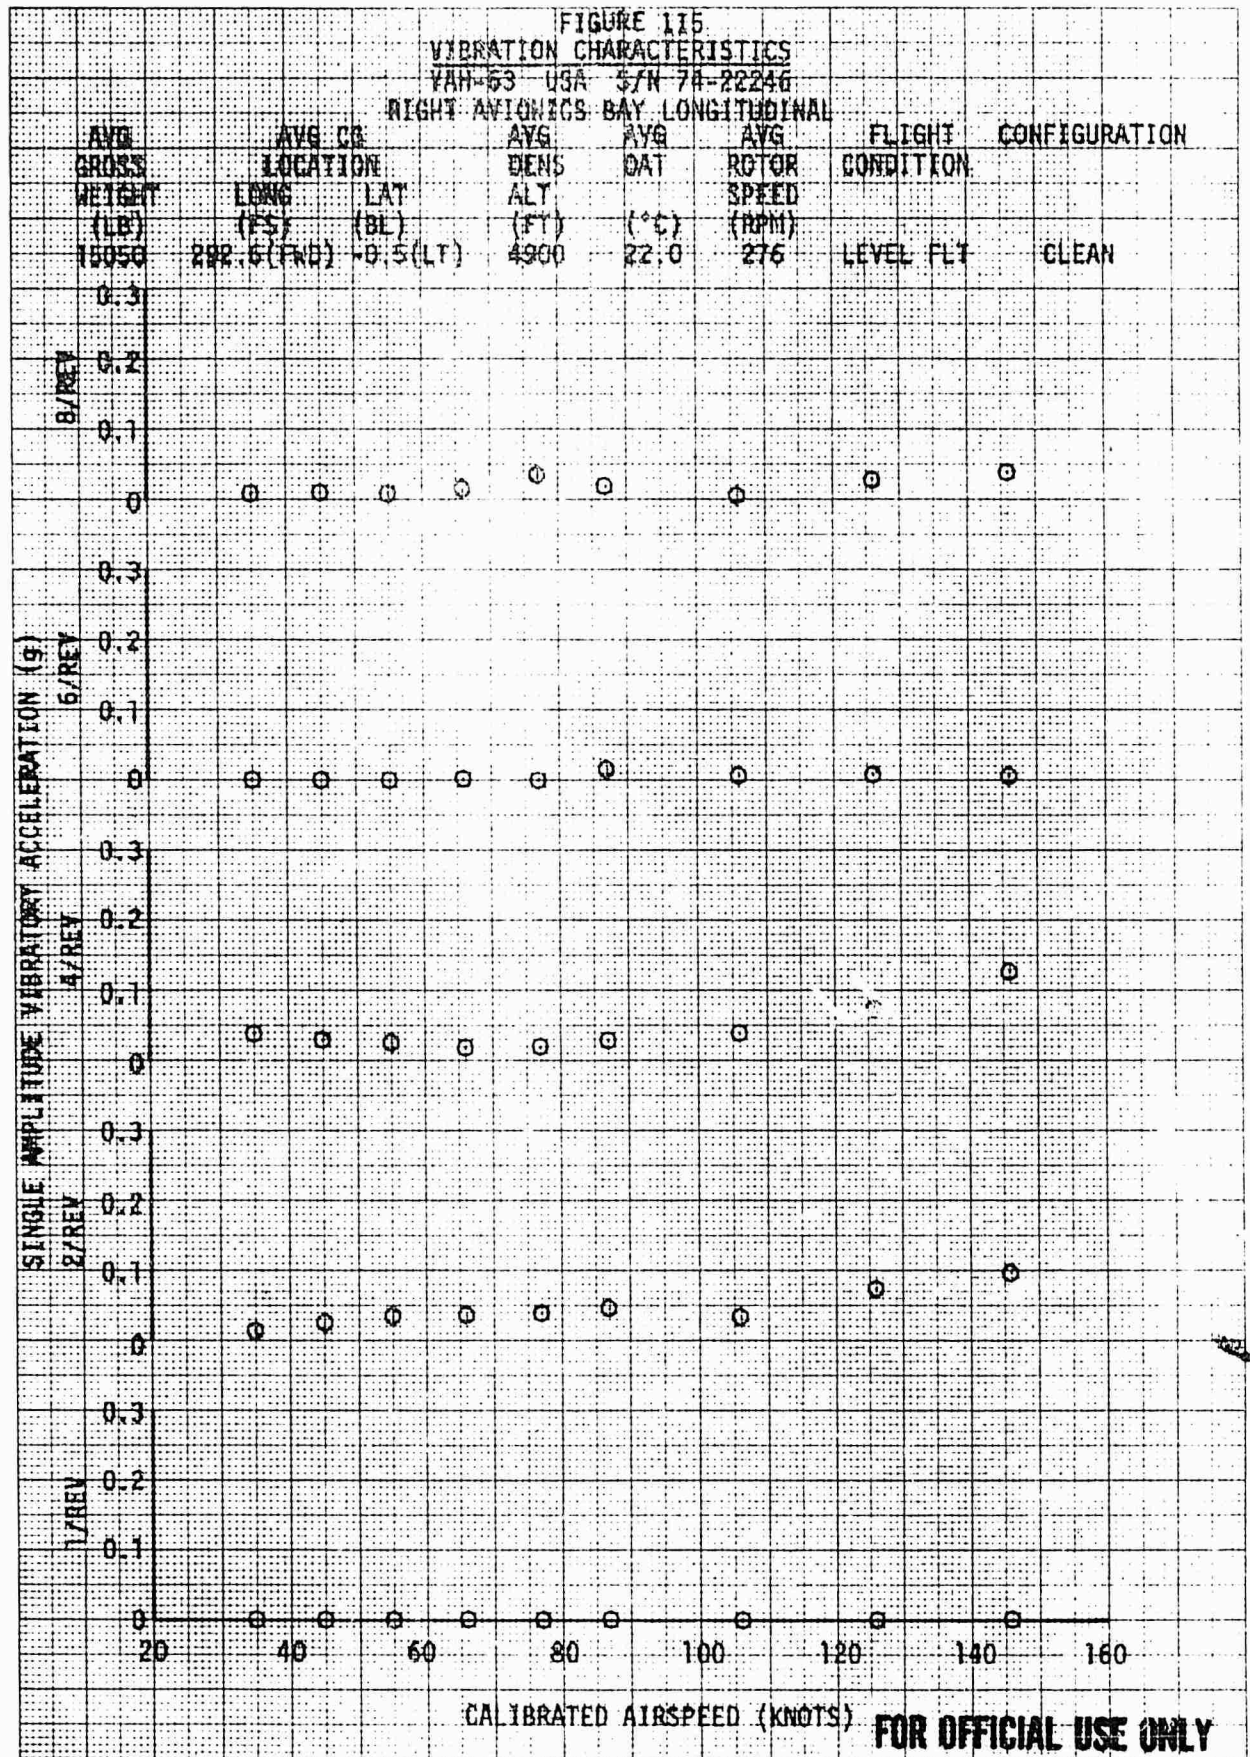 FIGURE 115
VIBRATION CHARACTERISTICS
YAH-63 USA S/N 74-22246
RIGHT AVIONICS BAY LONGITUDINAL
AVG AVG CG AVG AVG AVG FLIGHT CONFIGURATION
GROSS LOCATION DENS OAT ROTOR CONDITION
WEIGHT LONG LAT ALT SPEED
(LB) (FS) (BL) (FT) (°C) (RPM)
15050 292.6(FWD) -0.5(LT) 4900 22.0 276 LEVEL FLT CLEAN
SINGLE AMPLITUDE VIBRATORY ACCELERATION (g)
8/REV
0.3
0.2
0.1
0
6/REV
0.3
0.2
0.1
0
4/REV
0.3
0.2
0.1
0
2/REV
0.3
0.2
0.1
0
1/REV
0.3
0.2
0.1
0
20 40 60 80 100 120 140 160
CALIBRATED AIRSPEED (KNOTS)
FOR OFFICIAL USE ONLY